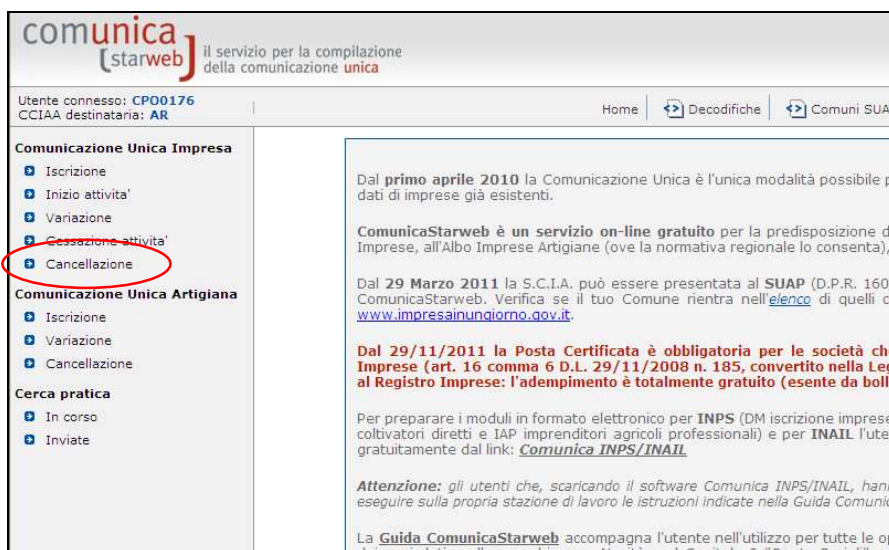 comunica
[starweb]
il servizio per la compilazione
della comunicazione unica
Utente connesso: CPO0176
CCIAA destinataria: AR
Home
Decodifiche
Comuni SUA
Comunicazione Unica Impresa
Iscrizione
Inizio attivita'
Variazione
Cessazione attivita'
Cancellazione
Comunicazione Unica Artigiana
Iscrizione
Variazione
Cancellazione
Cerca pratica
In corso
Inviate
Dal primo aprile 2010 la Comunicazione Unica è l'unica modalità possibile p
dati di imprese già esistenti.
ComunicaStarweb è un servizio on-line gratuito per la predisposizione d
Imprese, all'Albo Imprese Artigiane (ove la normativa regionale lo consenta),
Dal 29 Marzo 2011 la S.C.I.A. può essere presentata al SUAP (D.P.R. 160
ComunicaStarweb. Verifica se il tuo Comune rientra nell'elenco di quelli c
www.impresainungiorno.gov.it.
Dal 29/11/2011 la Posta Certificata è obbligatoria per le società ch
Imprese (art. 16 comma 6 D.L. 29/11/2008 n. 185, convertito nella Leg
al Registro Imprese: l'adempimento è totalmente gratuito (esente da boll
Per preparare i moduli in formato elettronico per INPS (DM iscrizione imprese
coltivatori diretti e IAP imprenditori agricoli professionali) e per INAIL l'ute
gratuitamente dal link: Comunica INPS/INAIL
Attenzione: gli utenti che, scaricando il software Comunica INPS/INAIL, hann
eseguire sulla propria stazione di lavoro le istruzioni indicate nella Guida Comunic
La Guida ComunicaStarweb accompagna l'utente nell'utilizzo per tutte le op